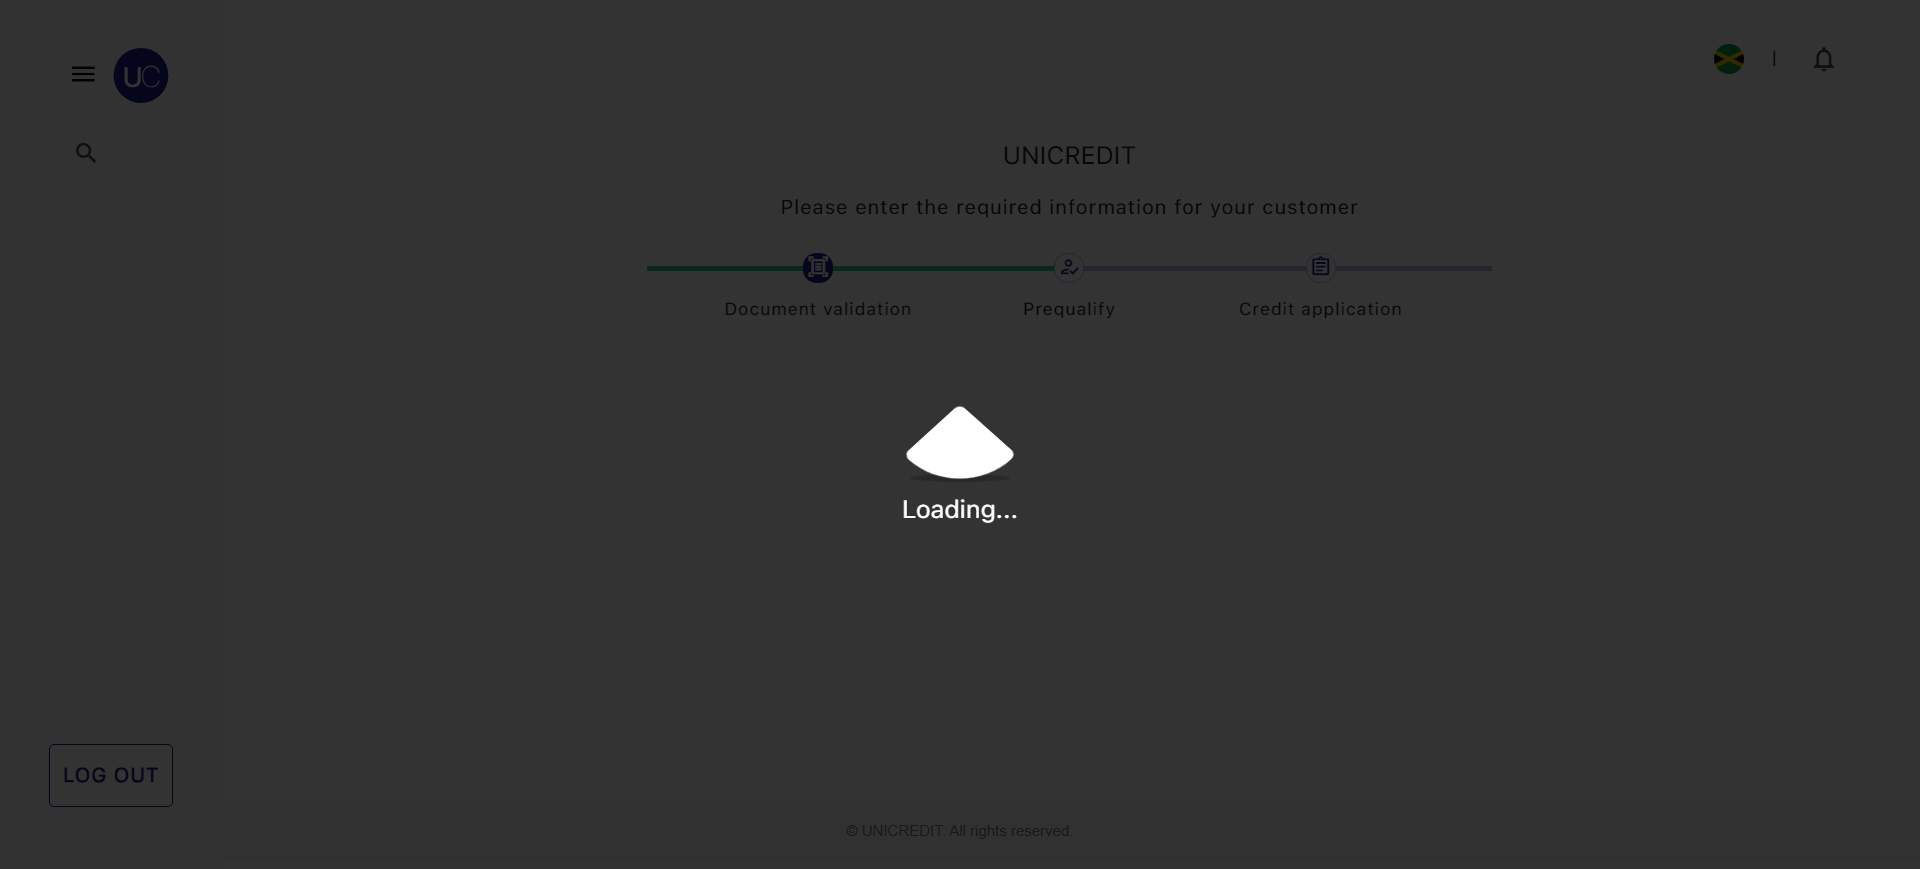 UC
UNICREDIT
Please enter the required information for your customer
Document validation
Prequalify
Credit application
Loading...
LOG OUT
© UNICREDIT. All rights reserved.